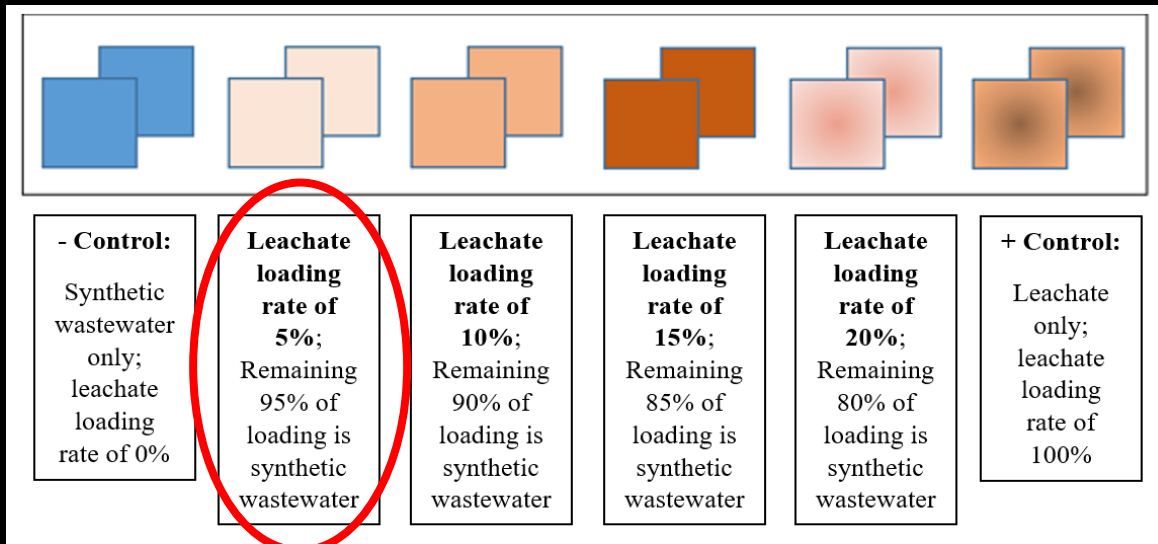 - Control:
Synthetic
wastewater
only;
leachate
loading
rate of 0%
Leachate
loading
rate of
5%;
Remaining
95% of
loading is
synthetic
wastewater
Leachate
loading
rate of
10%;
Remaining
90% of
loading is
synthetic
wastewater
Leachate
loading
rate of
15%;
Remaining
85% of
loading is
synthetic
wastewater
Leachate
loading
rate of
20%;
Remaining
80% of
loading is
synthetic
wastewater
+ Control:
Leachate
only;
leachate
loading
rate of
100%